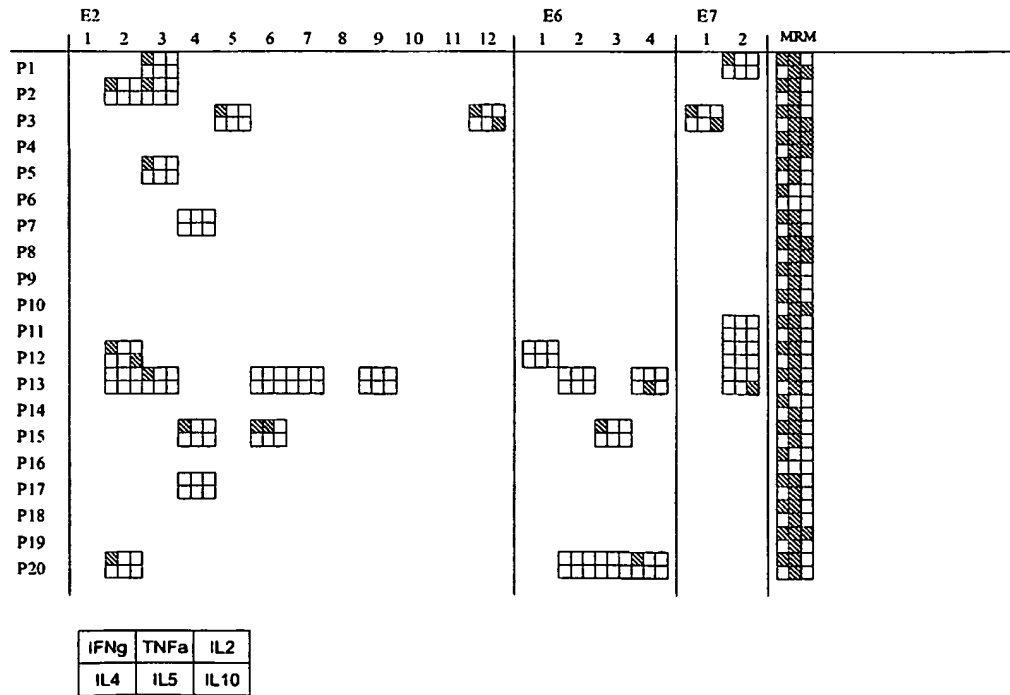 E2 E6 E7
1 2 3 4 5 6 7 8 9 10 11 12 1 2 3 4 1 2 MRM
P1
P2
P3
P4
P5
P6
P7
P8
P9
P10
P11
P12
P13
P14
P15
P16
P17
P18
P19
P20
IFNg TNFa IL2
IL4 IL5 IL10